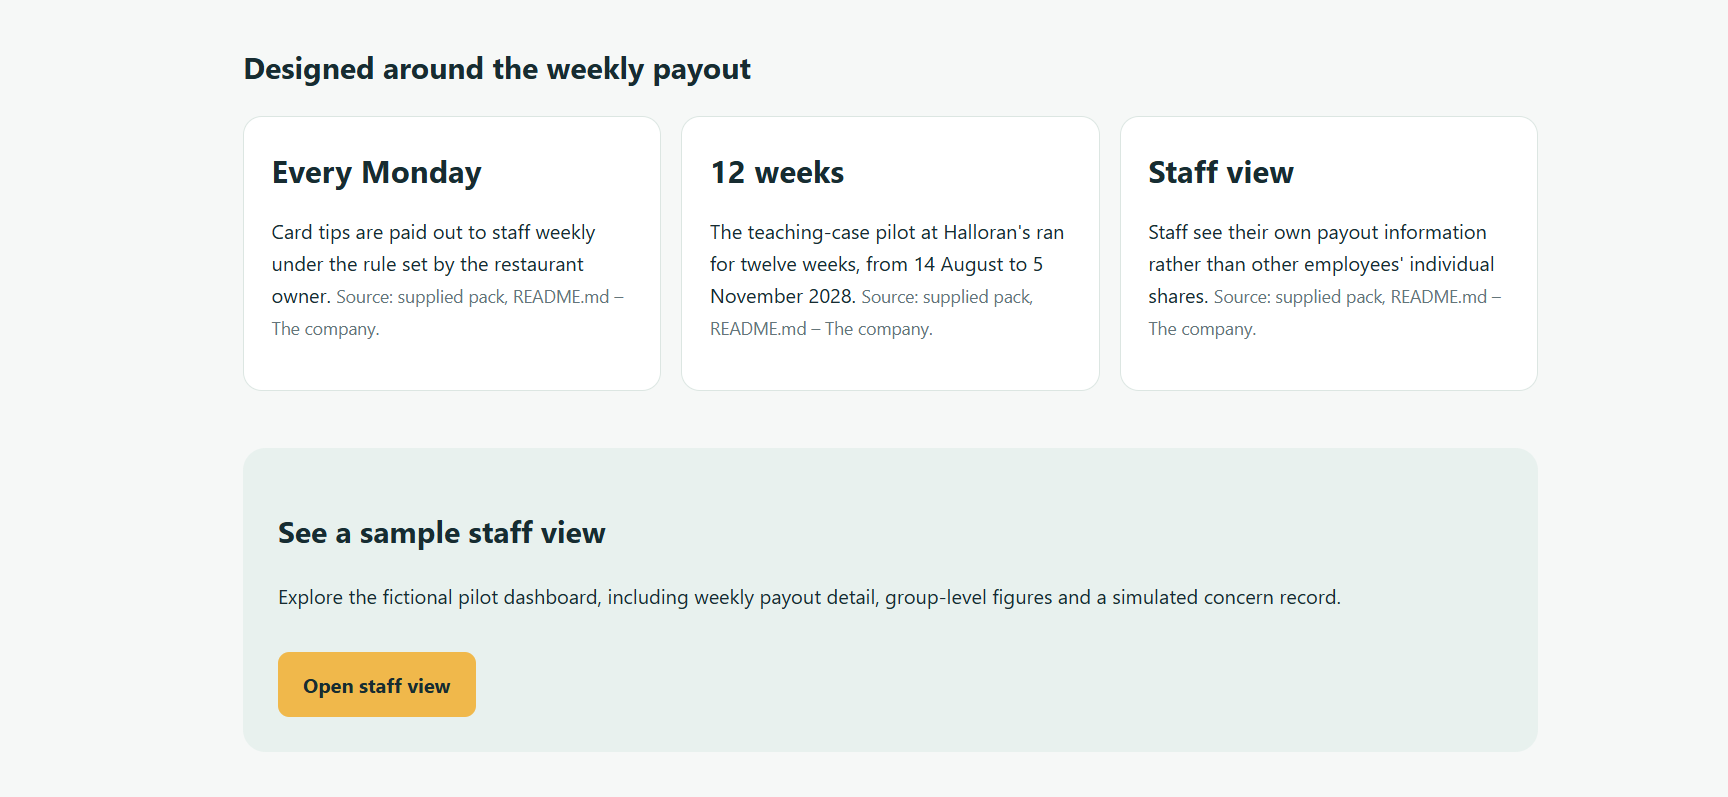 Designed around the weekly payout
Every Monday
Card tips are paid out to staff weekly
under the rule set by the restaurant
owner. Source: supplied pack, README.md –
The company.
12 weeks
The teaching-case pilot at Halloran's ran
for twelve weeks, from 14 August to 5
November 2028. Source: supplied pack,
README.md – The company.
Staff view
Staff see their own payout information
rather than other employees' individual
shares. Source: supplied pack, README.md –
The company.
See a sample staff view
Explore the fictional pilot dashboard, including weekly payout detail, group-level figures and a simulated concern record.
Open staff view